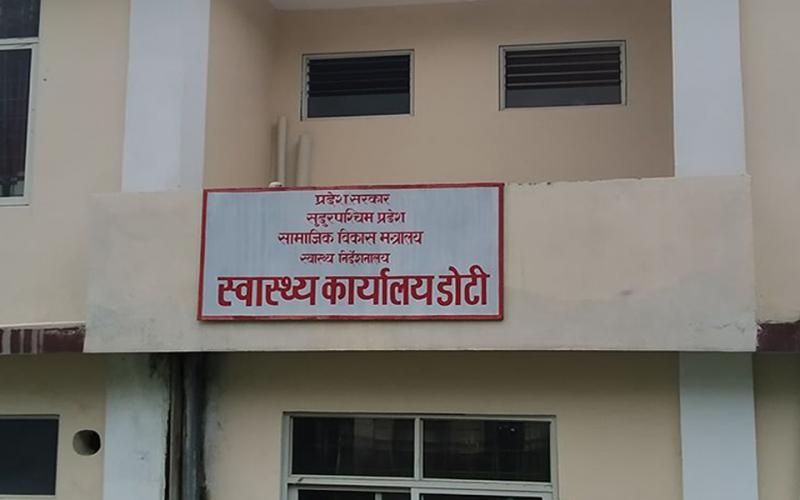 प्रदेश सरकार
सुदुरपश्चिम प्रदेश
सामाजिक विकास मन्त्रालय
स्वास्थ्य निर्देशनालय
स्वास्थ्य कार्यालय डोटी